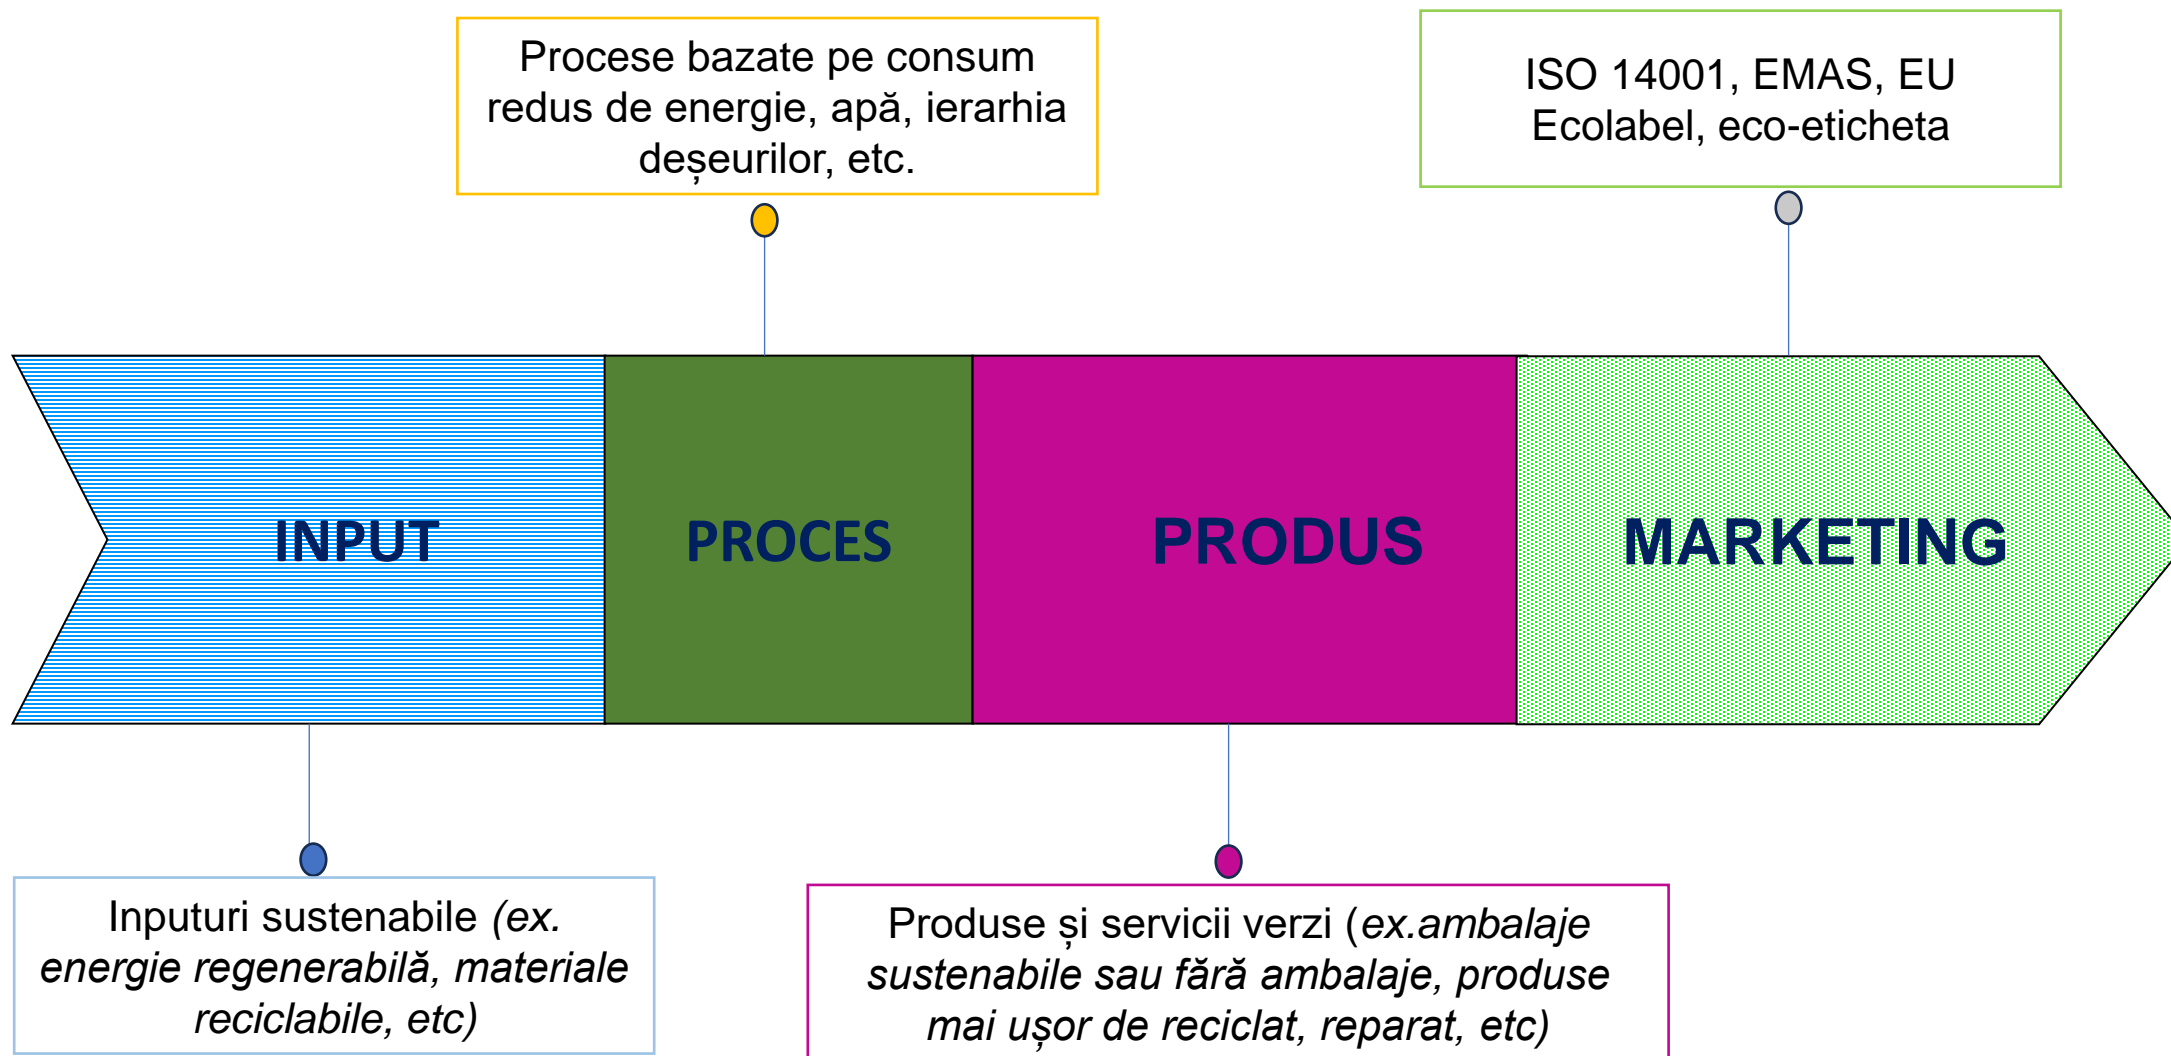 Procese bazate pe consum
redus de energie, apă, ierarhia
deșeurilor, etc.
ISO 14001, EMAS, EU
Ecolabel, eco-eticheta
INPUT
PROCES
PRODUS
MARKETING
Inputuri sustenabile (ex.
energie regenerabilă, materiale
reciclabile, etc)
Produse și servicii verzi (ex.ambalaje
sustenabile sau fără ambalaje, produse
mai ușor de reciclat, reparat, etc)